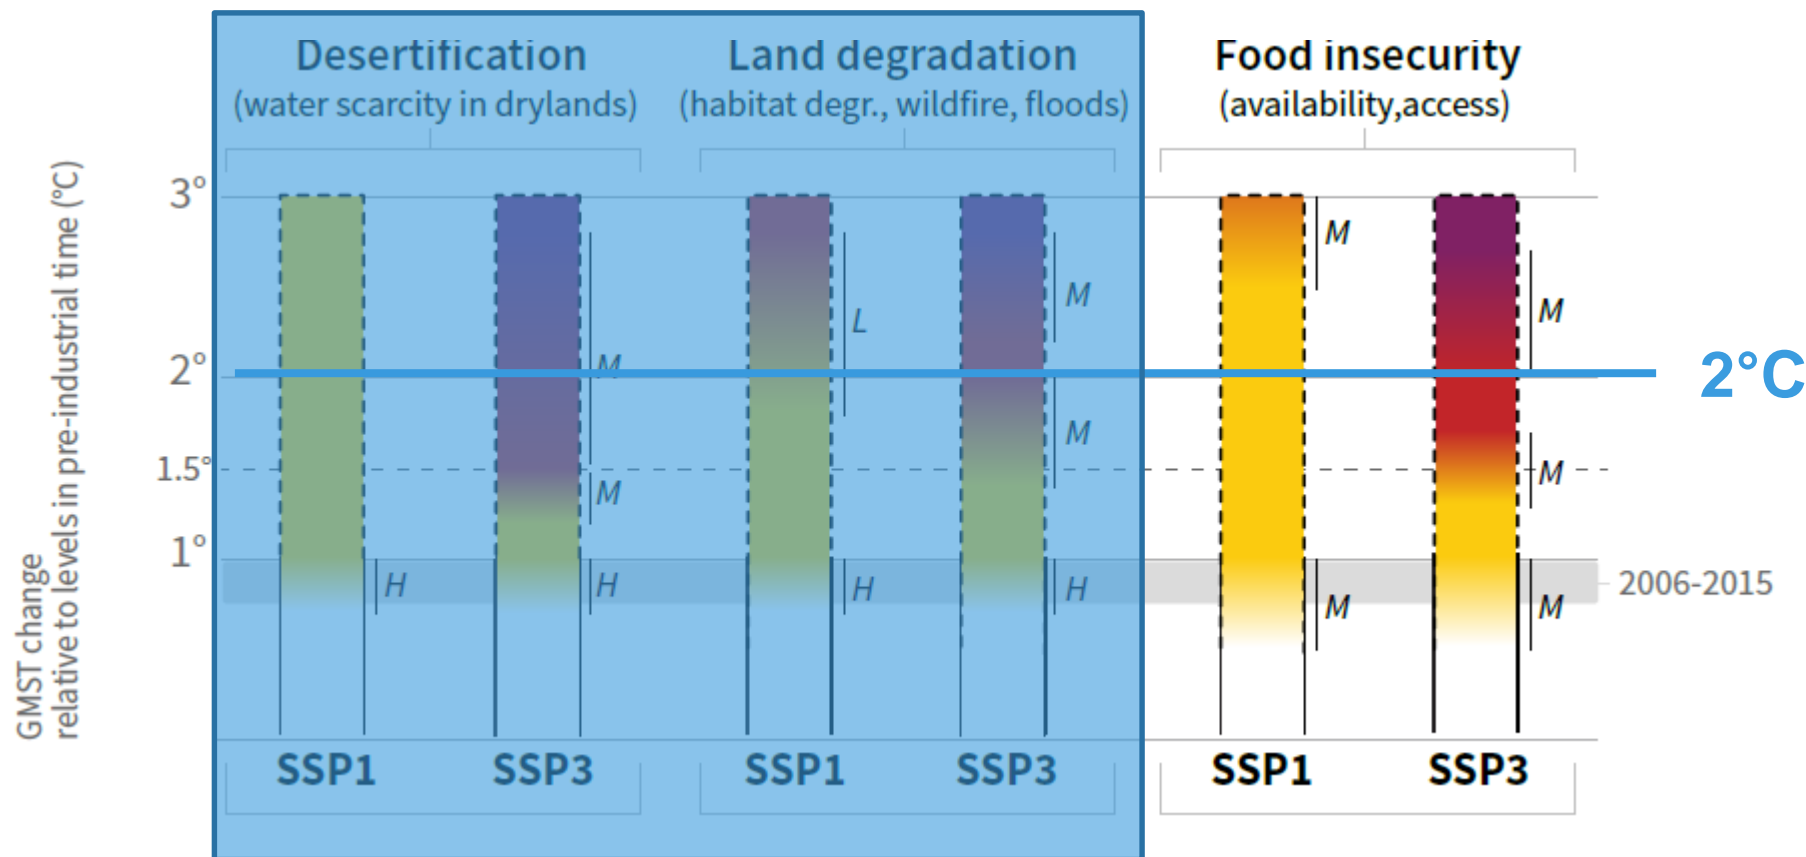 Desertification
(water scarcity in drylands)
Land degradation
(habitat degr., wildfire, floods)
Food insecurity
(availability,access)
GMST change
relative to levels in pre-industrial time (°C)
3°
2°
1.5°
1°
M
M
H
H
L
H
M
M
H
M
M
M
M
M
2°C
2006-2015
SSP1
SSP3
SSP1
SSP3
SSP1
SSP3